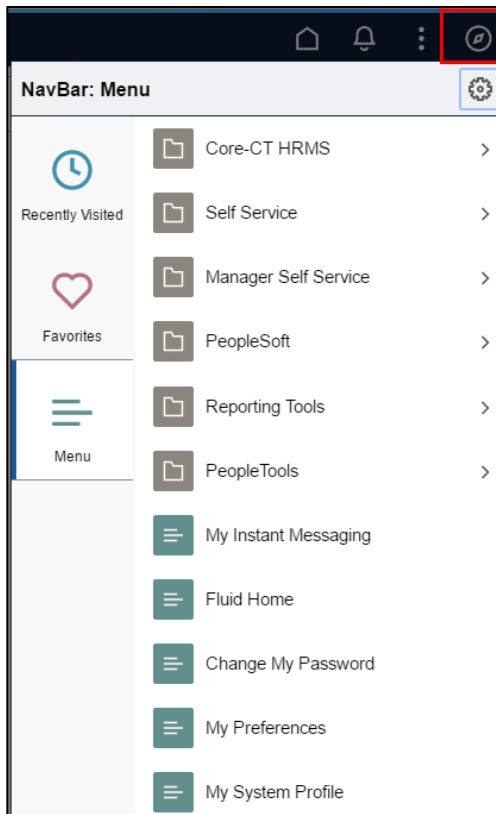 NavBar: Menu
Recently Visited
Favorites
Menu
Core-CT HRMS
Self Service
Manager Self Service
PeopleSoft
Reporting Tools
PeopleTools
My Instant Messaging
Fluid Home
Change My Password
My Preferences
My System Profile